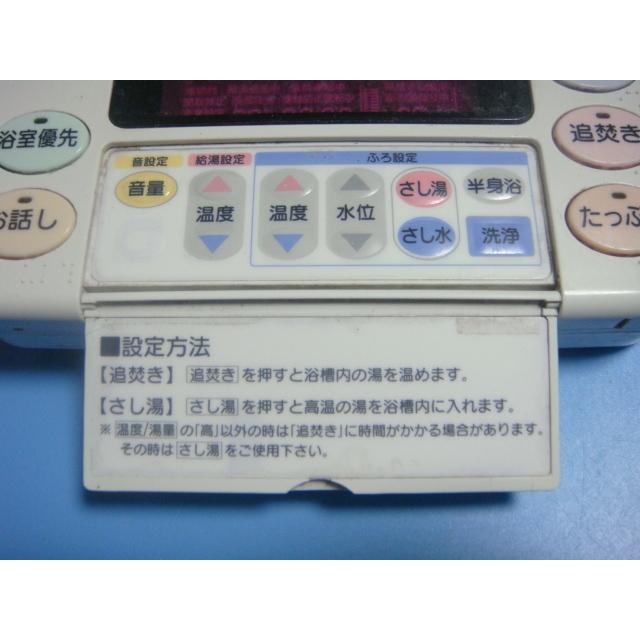 浴室優先
追焚き
お話し
たっぷ
音設定 給湯設定 ふろ設定
音量 温度 温度 水位 さし湯 半身浴
さし水 洗浄
■設定方法
【追焚き】 追焚き を押すと浴槽内の湯を温めます。
【さし湯】 さし湯 を押すと高温の湯を浴槽内に入れます。
※ 温度/湯量 の「高」以外の時は「追焚き」に時間がかかる場合があります。
その時は さし湯 をご使用下さい。